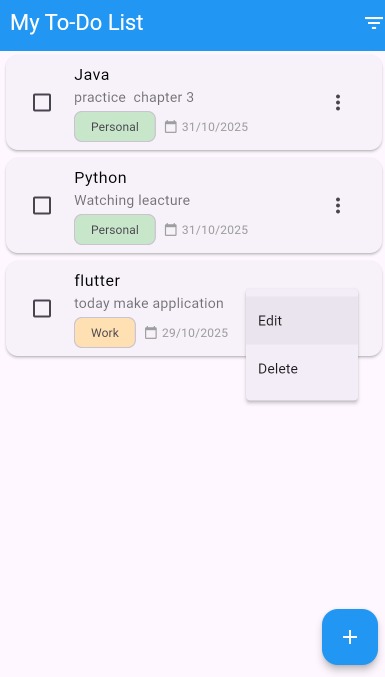 My To-Do List
Java
practice  chapter 3
Personal
31/10/2025
Python
Watching leacture
Personal
31/10/2025
flutter
today make application
Work
29/10/2025
Edit
Delete